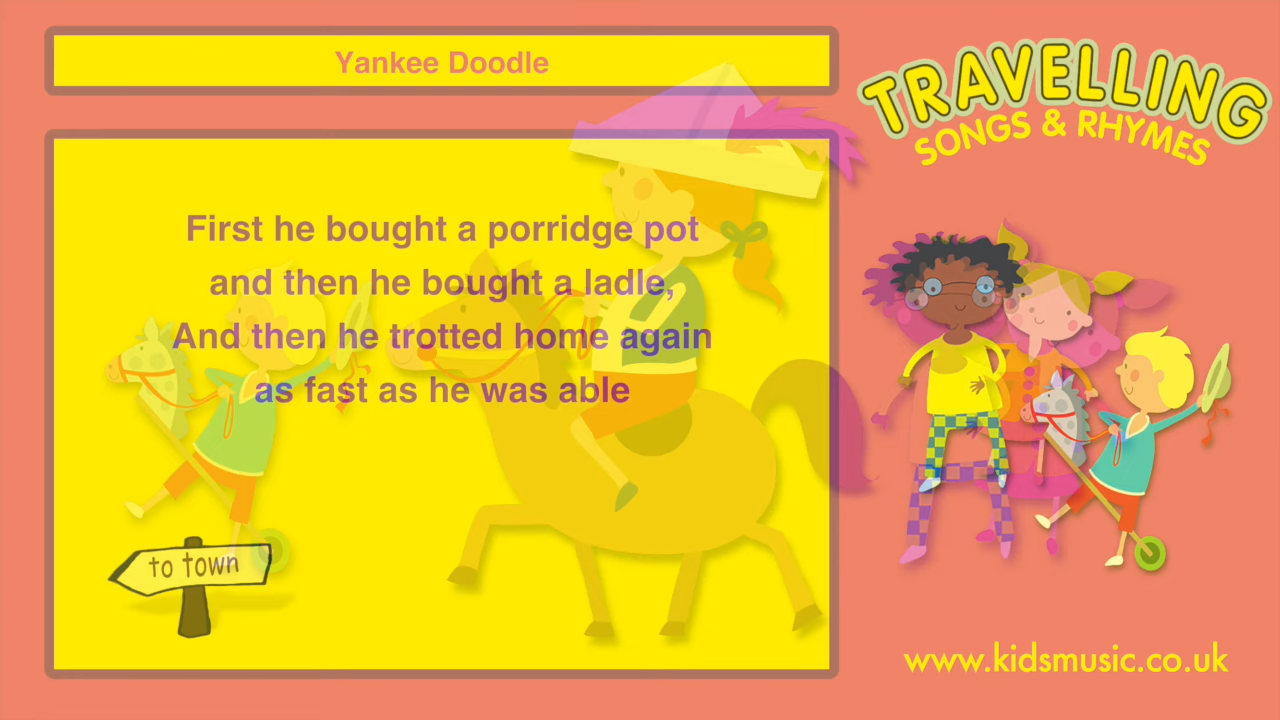 Yankee Doodle
TRAVELLING
SONGS & RHYMES
First he bought a porridge pot
and then he bought a ladle,
And then he trotted home again
as fast as he was able
to town
www.kidsmusic.co.uk